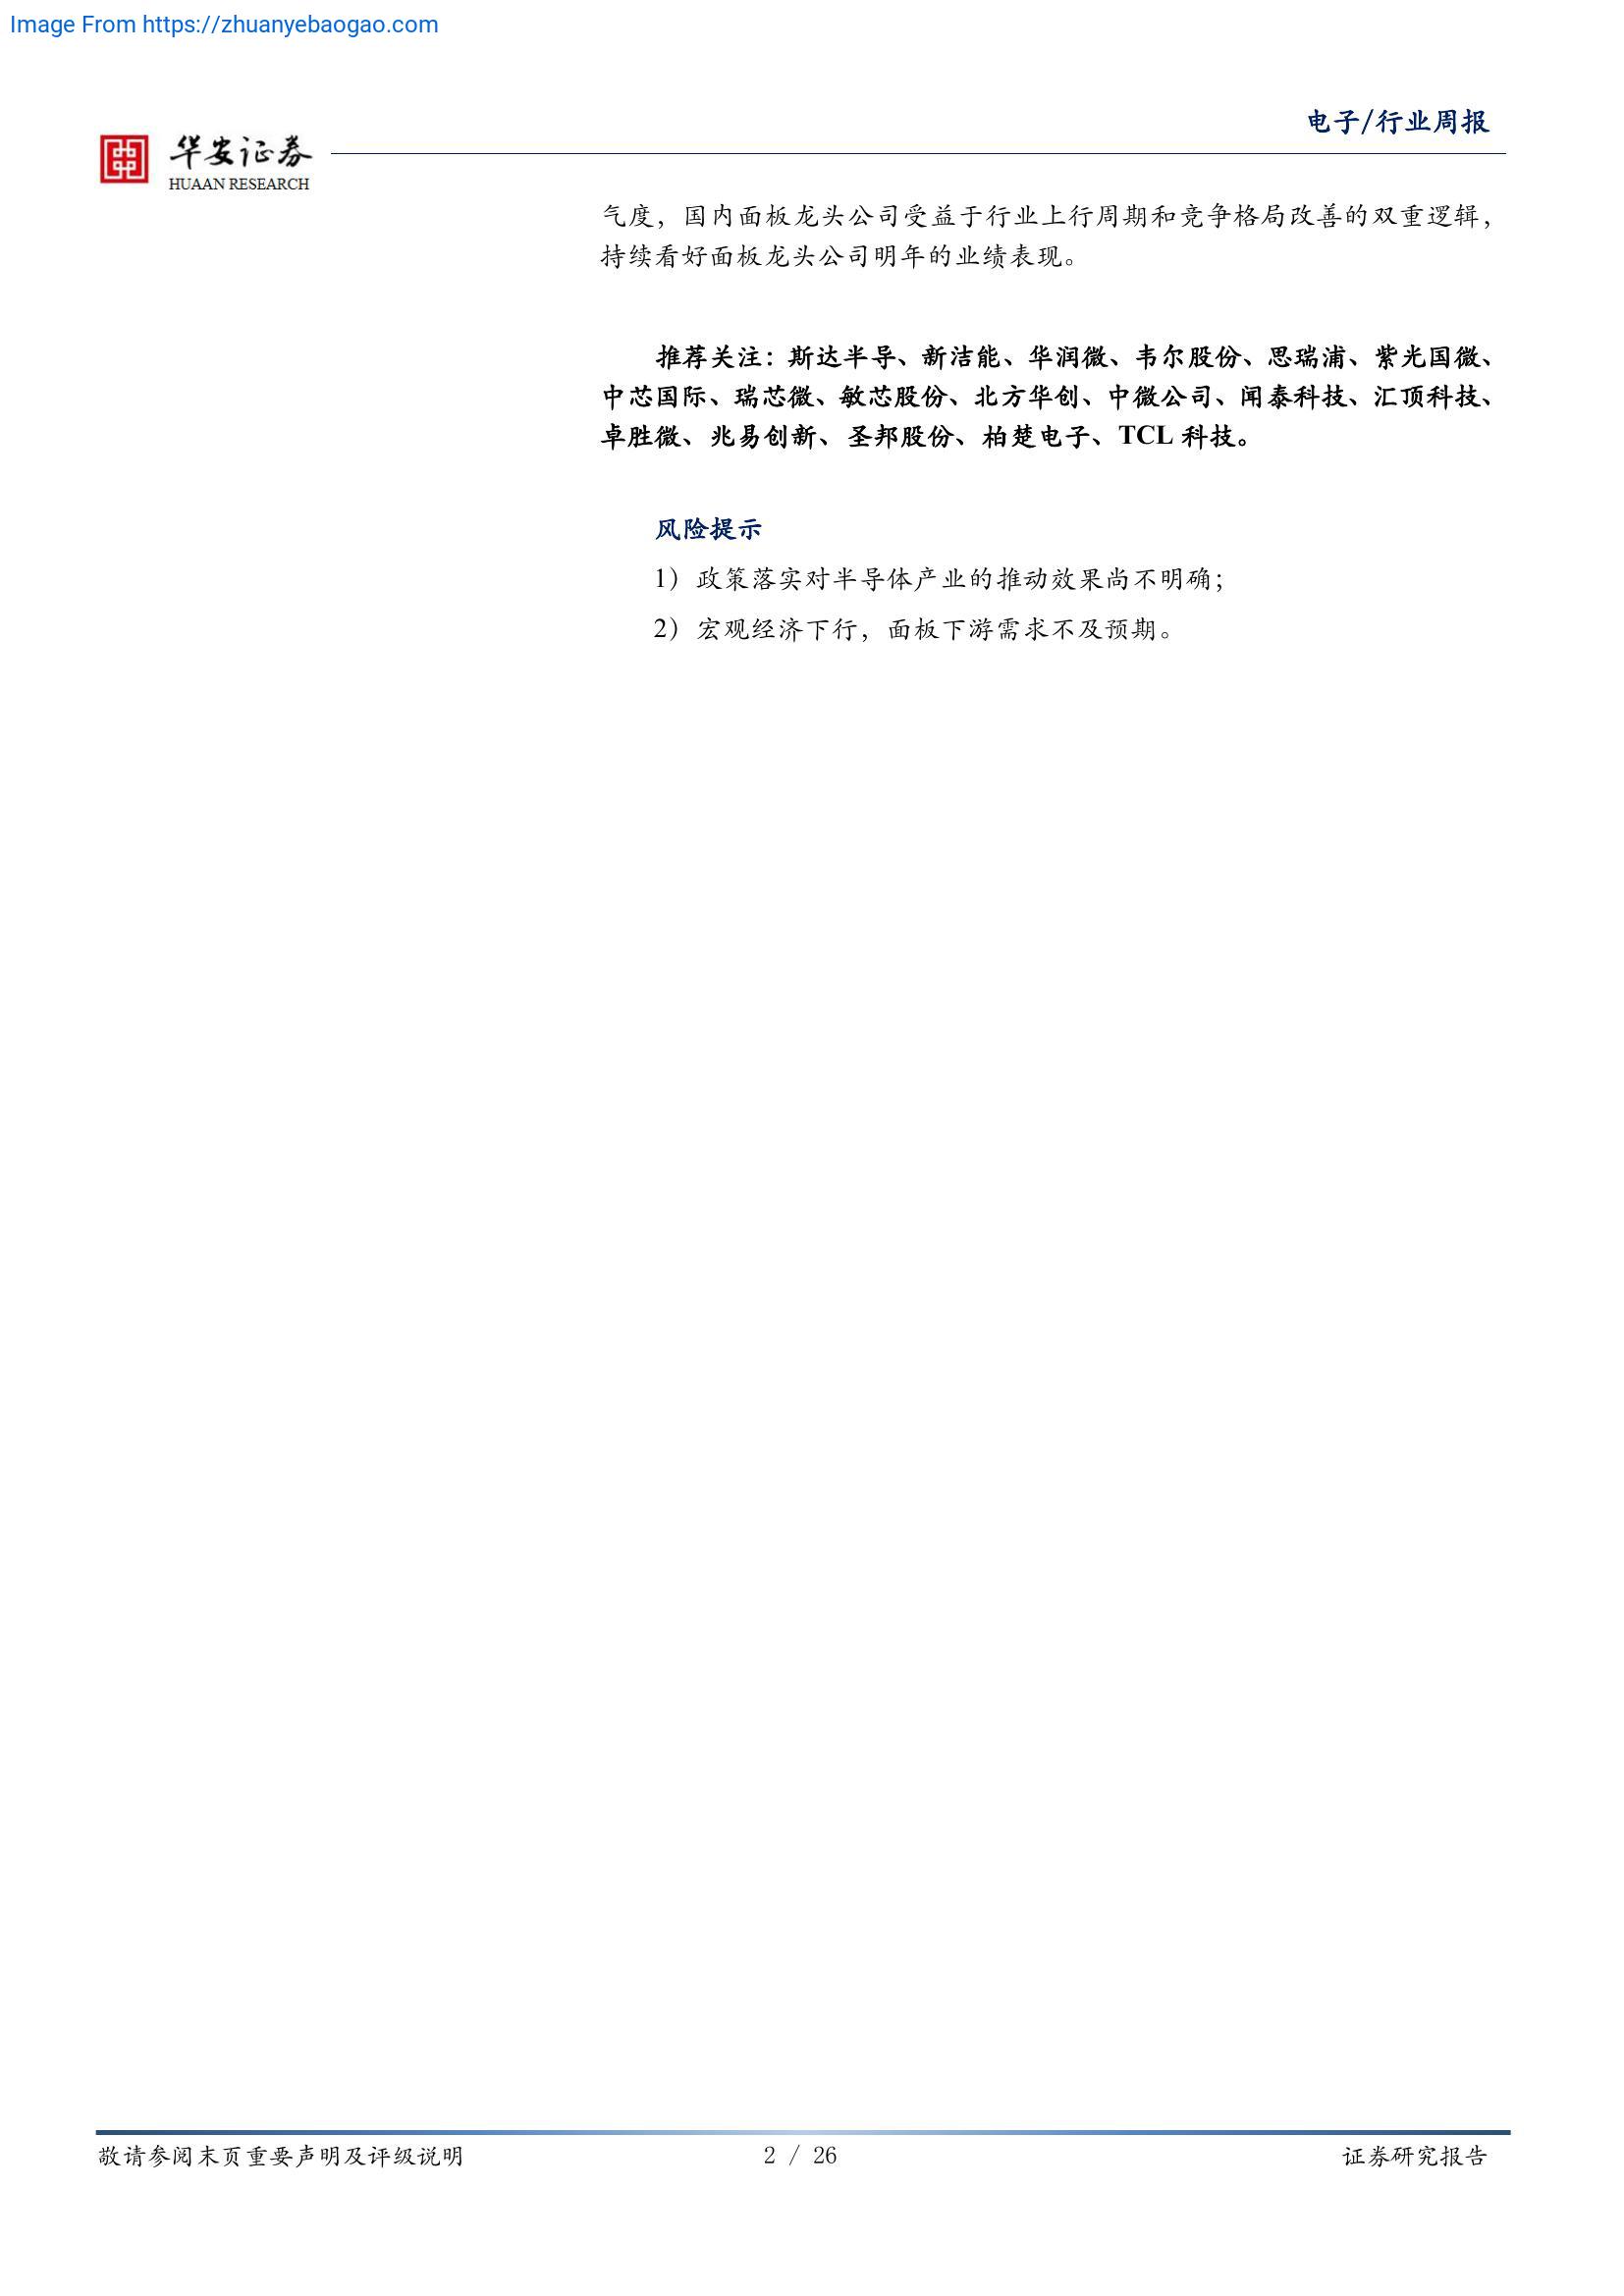 Image From https://zhuanyebaogao.com
电子/行业周报
华安证券
HUAAN RESEARCH
气度，国内面板龙头公司受益于行业上行周期和竞争格局改善的双重逻辑，
持续看好面板龙头公司明年的业绩表现。
推荐关注：斯达半导、新洁能、华润微、韦尔股份、思瑞浦、紫光国微、
中芯国际、瑞芯微、敏芯股份、北方华创、中微公司、闻泰科技、汇顶科技、
卓胜微、兆易创新、圣邦股份、柏楚电子、TCL 科技。
风险提示
1）政策落实对半导体产业的推动效果尚不明确；
2）宏观经济下行，面板下游需求不及预期。
敬请参阅末页重要声明及评级说明
2 / 26
证券研究报告